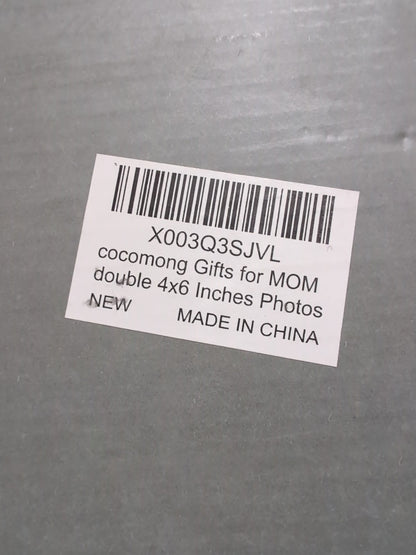 X003Q3SJVL
cocomong Gifts for MOM
double 4x6 Inches Photos
NEW MADE IN CHINA